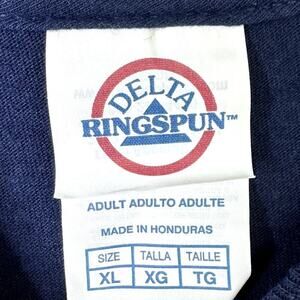 DELTA
RINGSPUN™
ADULT ADULTO ADULTE
MADE IN HONDURAS
SIZE TALLA TAILLE
XL XG TG